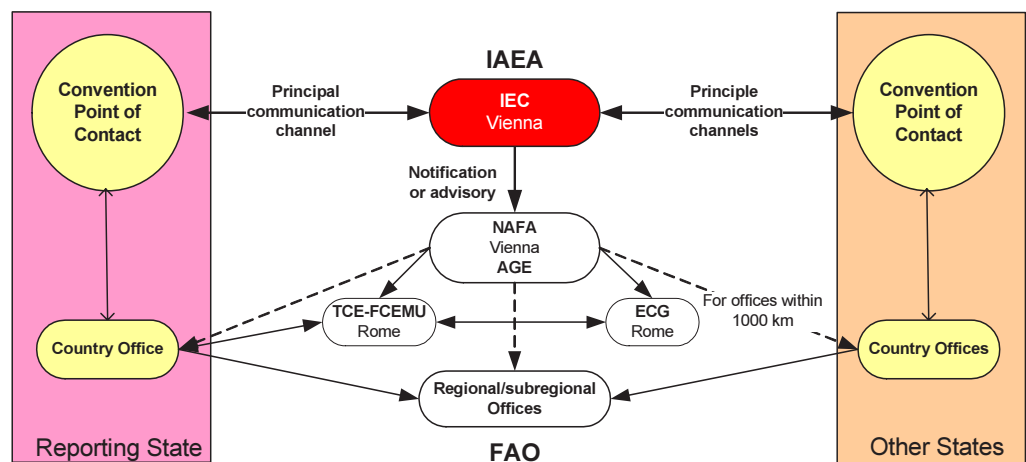 IAEA
Convention
Point of
Contact
Principal
communication
channel
IEC
Vienna
Principle
communication
channels
Convention
Point of
Contact
Notification
or advisory
NAFA
Vienna
AGE
TCE-FCEMU
Rome
ECG
Rome
For offices within
1000 km
Country Office
Country Offices
Regional/subregional
Offices
Reporting State
FAO
Other States